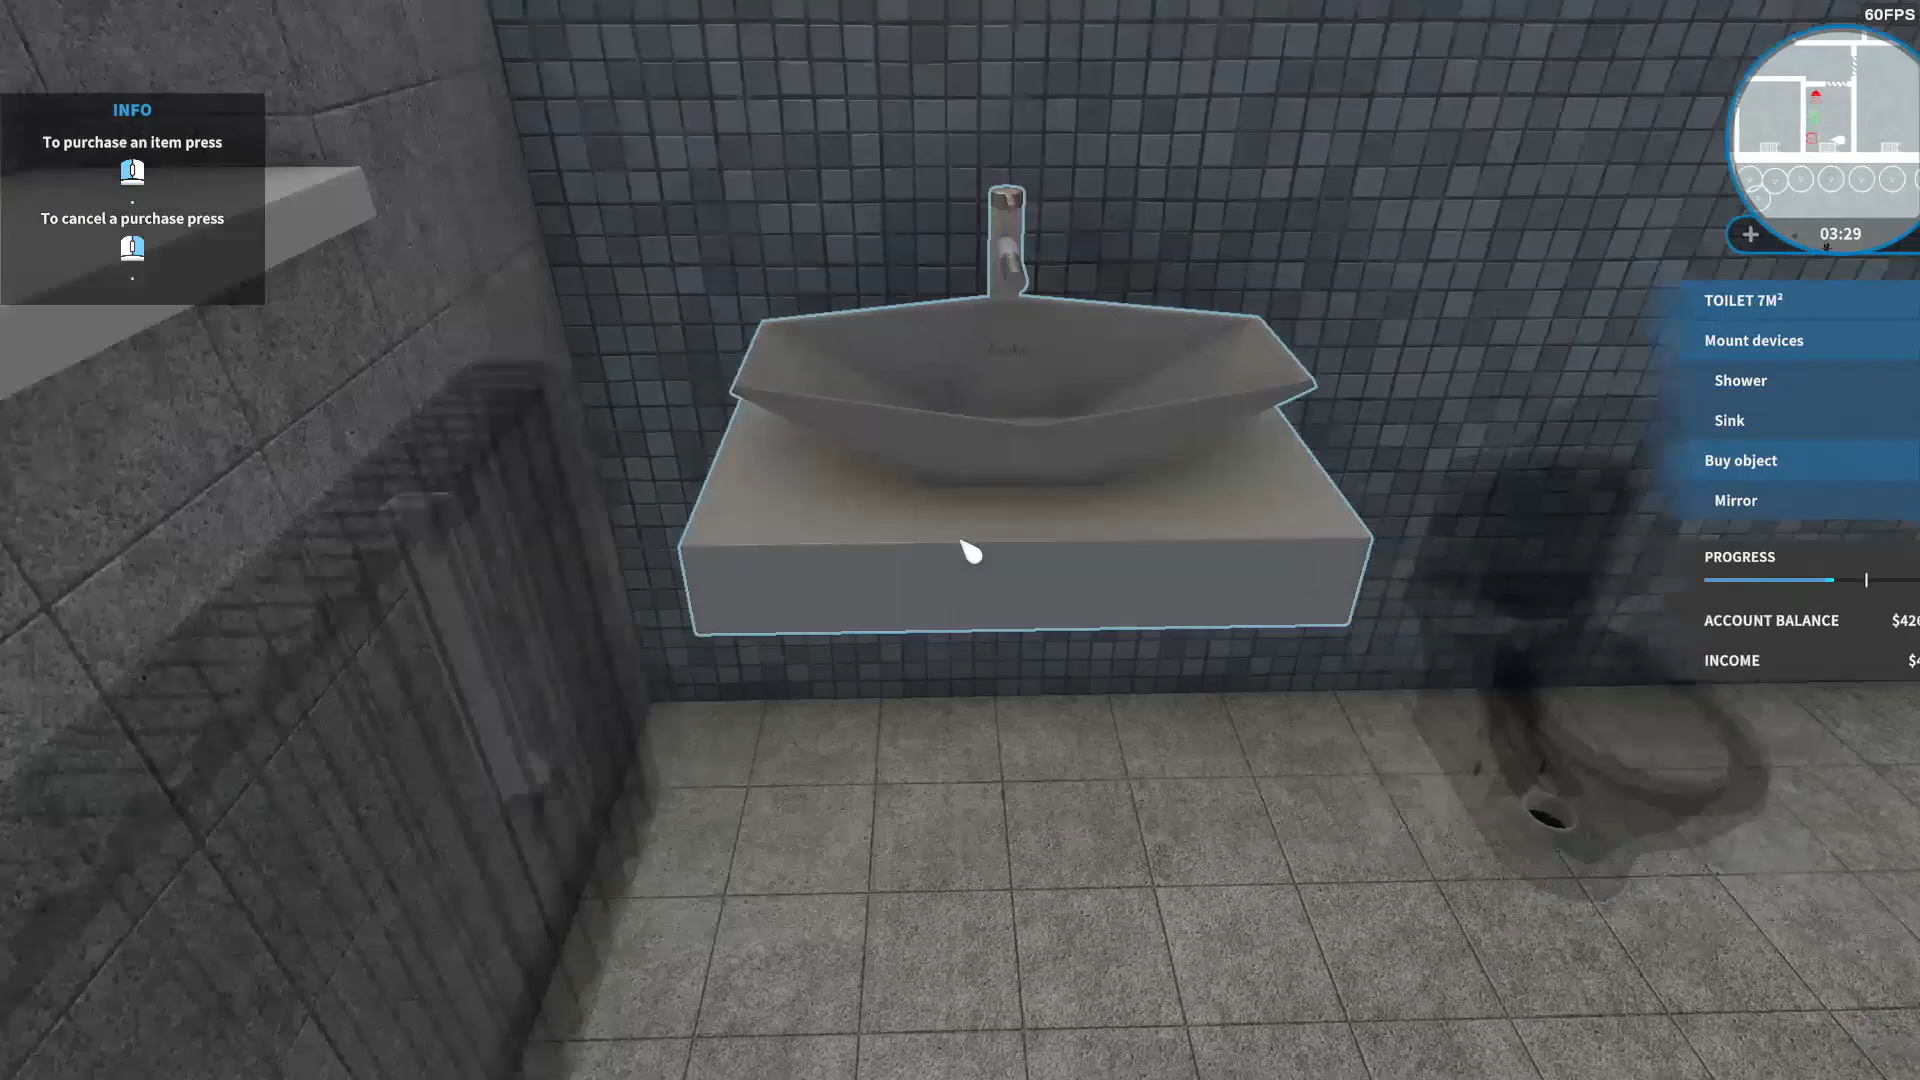 60FPS
INFO
To purchase an item press
.
To cancel a purchase press
.
03:29
TOILET 7M²
Mount devices
Shower
Sink
Buy object
Mirror
PROGRESS
ACCOUNT BALANCE
INCOME